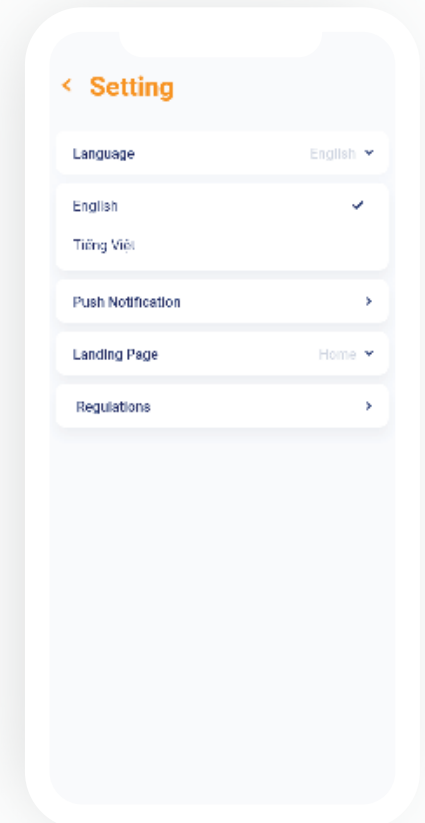 Setting
Language English
English
Tiếng Việt
Push Notification
Landing Page Home
Regulations